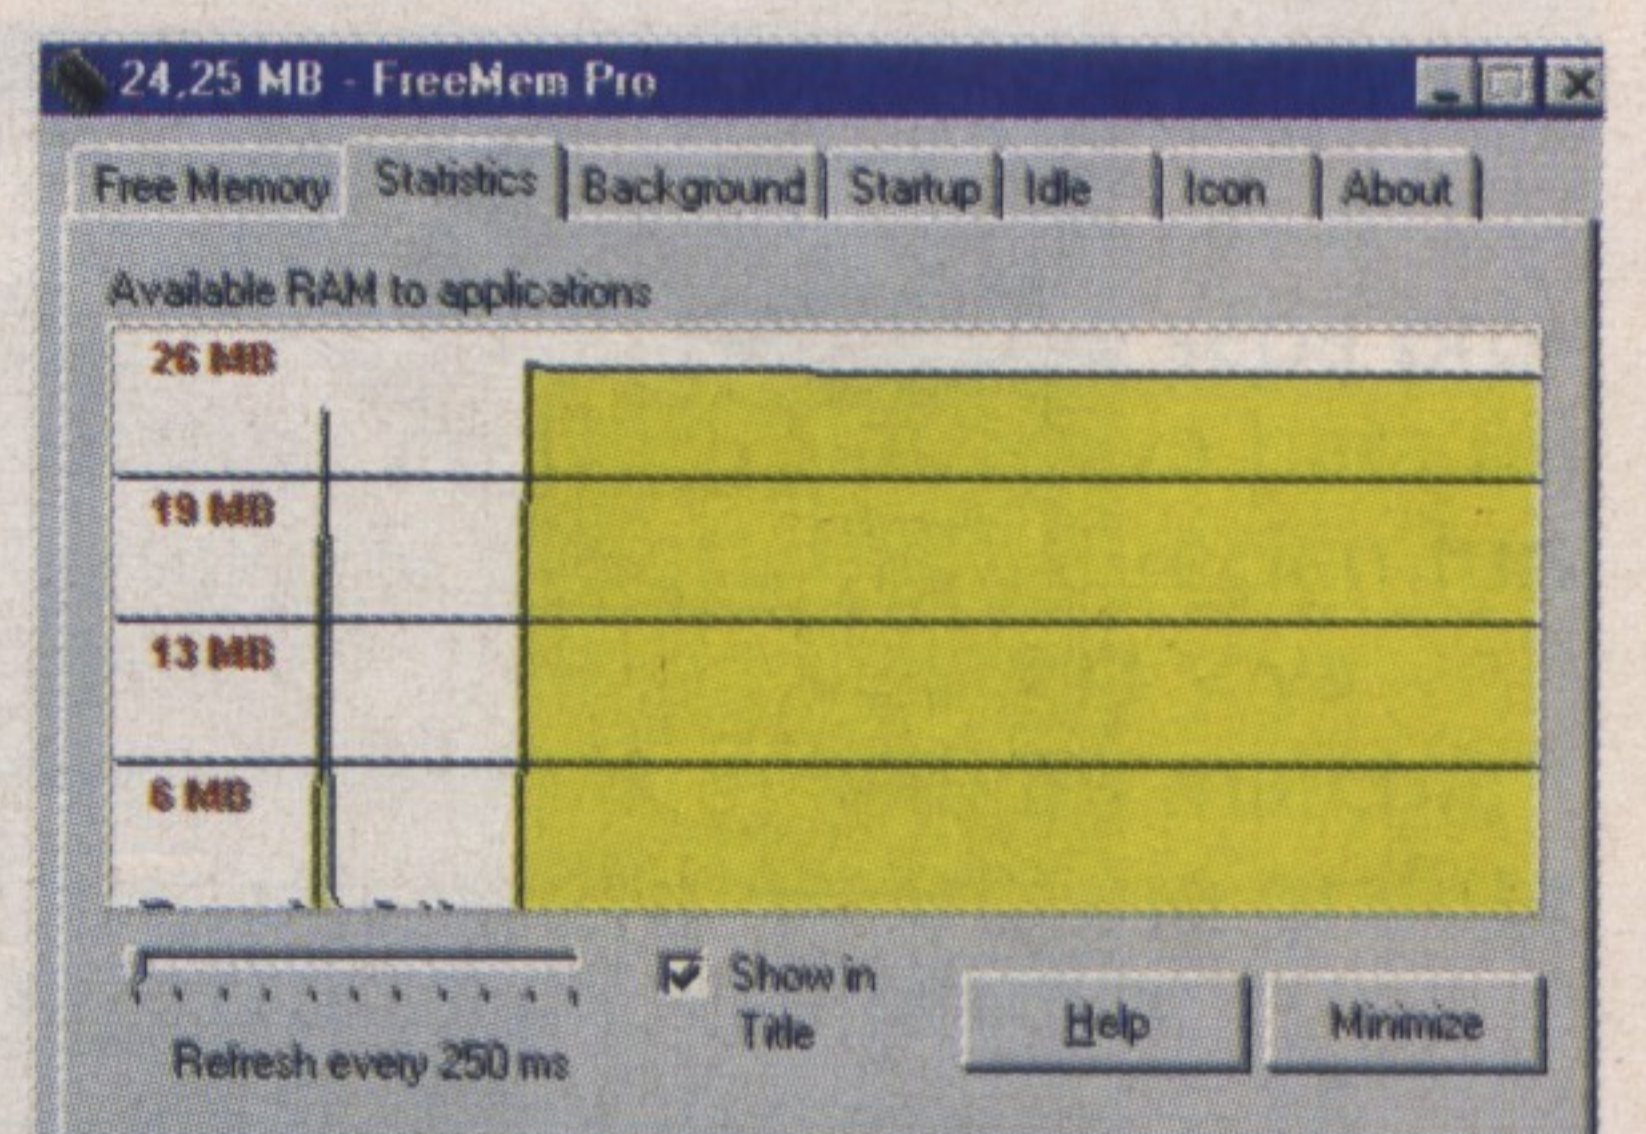 24,25 MB - FreeMem Pro
Free Memory Statistics Background Startup Idle Icon About
Available RAM to applications
26 MB
19 MB
13 MB
6 MB
Show in
Title
Help
Minimize
Refresh every 250 ms